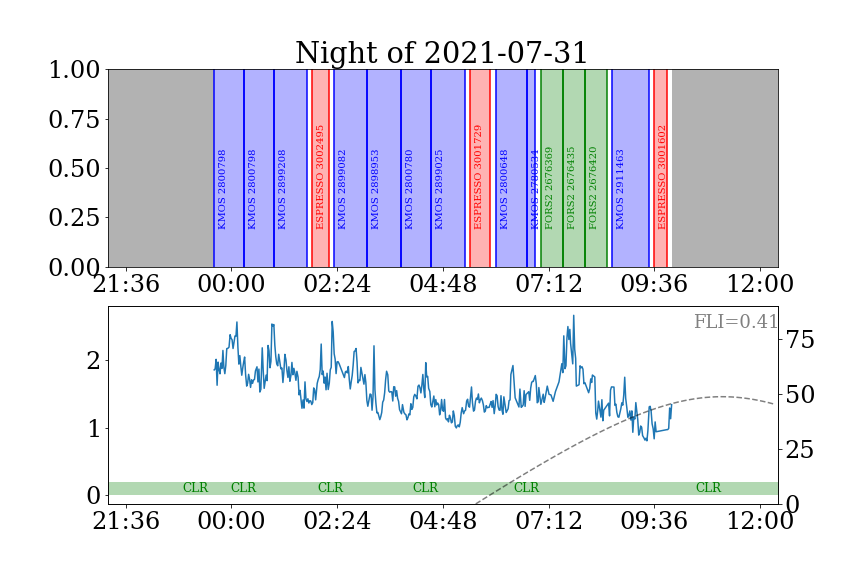 Night of 2021-07-31
1.00
0.75
0.50
0.25
0.00
KMOS 2800798
KMOS 2800798
KMOS 2899208
ESPRESSO 3002495
KMOS 2899082
KMOS 2898953
KMOS 2800780
KMOS 2899025
ESPRESSO 3001729
KMOS 2800648
KMOS 2780534
FORS2 2676369
FORS2 2676435
FORS2 2676420
KMOS 2911463
ESPRESSO 3001602
21:36 00:00 02:24 04:48 07:12 09:36 12:00
FLI=0.41
2
1
0
75
50
25
0
CLR CLR CLR CLR CLR CLR
21:36 00:00 02:24 04:48 07:12 09:36 12:00